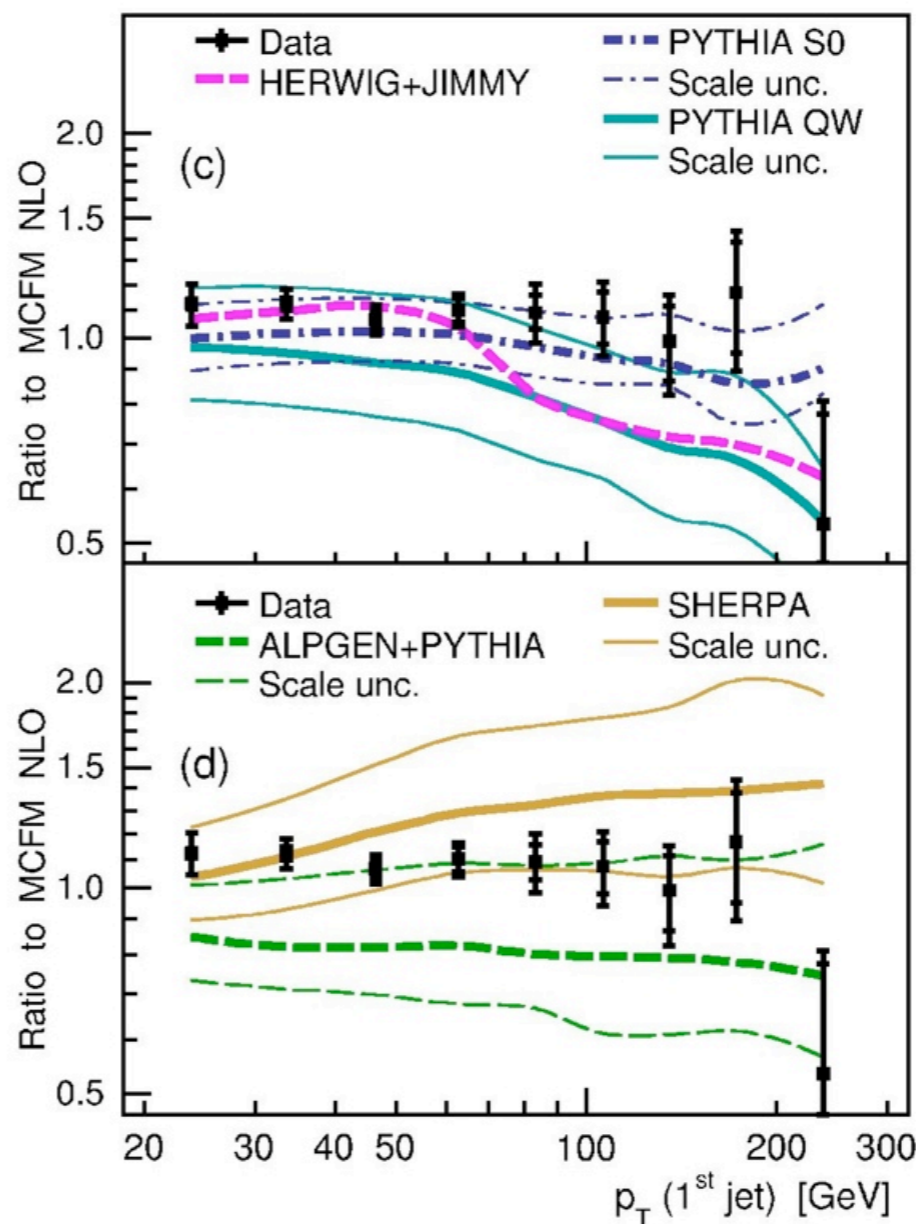 Data
HERWIG+JIMMY
PYTHIA S0
Scale unc.
PYTHIA QW
Scale unc.
(c)
Ratio to MCFM NLO
2.0
1.5
1.0
0.5
Data
ALPGEN+PYTHIA
Scale unc.
SHERPA
Scale unc.
(d)
Ratio to MCFM NLO
2.0
1.5
1.0
0.5
20 30 40 50 100 200 300
p_T (1^st jet) [GeV]